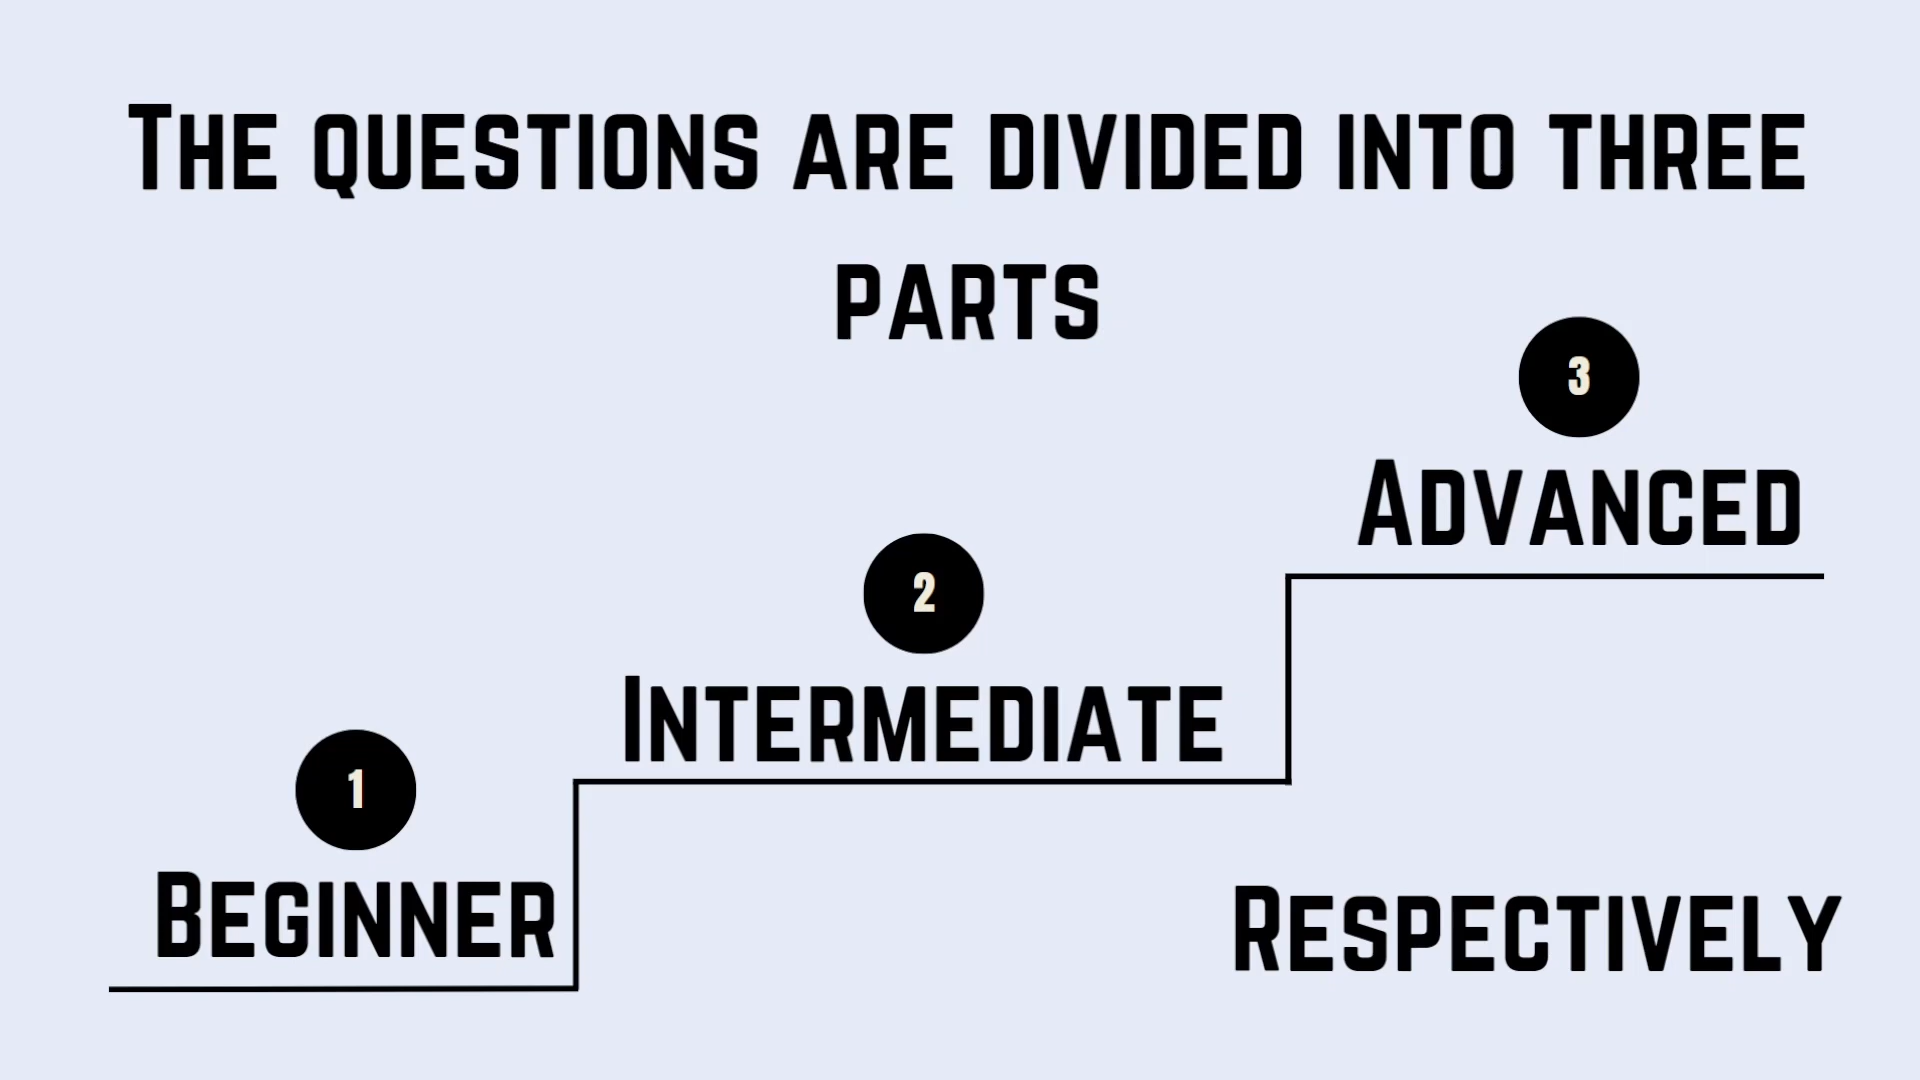 The questions are divided into three
parts
3
Advanced
2
Intermediate
1
Beginner
Respectively